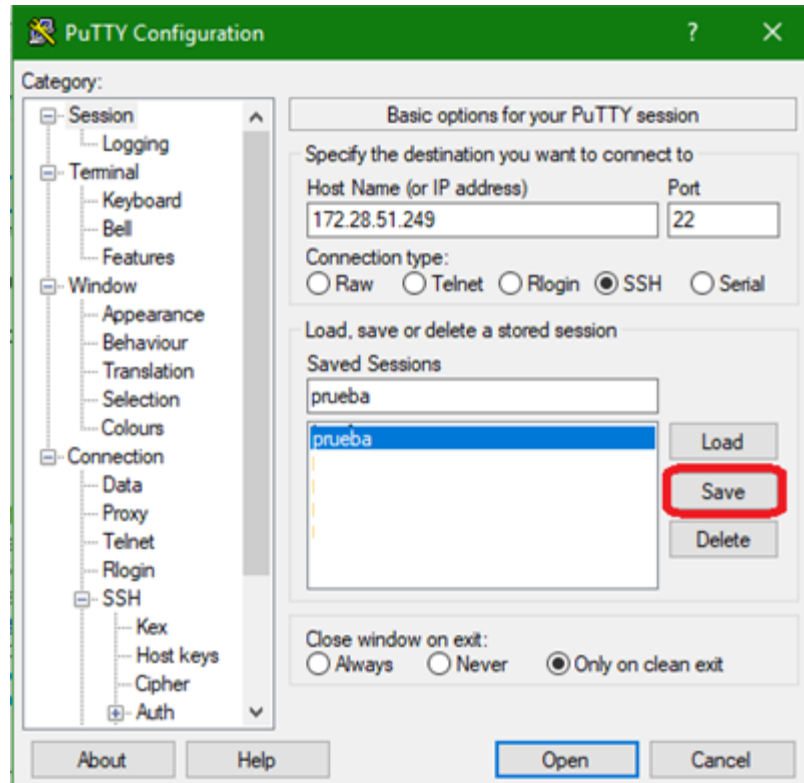 PuTTY Configuration ? ×
Category:
Session
Logging
Terminal
Keyboard
Bell
Features
Window
Appearance
Behaviour
Translation
Selection
Colours
Connection
Data
Proxy
Telnet
Rlogin
SSH
Kex
Host keys
Cipher
Auth
Basic options for your PuTTY session
Specify the destination you want to connect to
Host Name (or IP address) Port
172.28.51.249 22
Connection type:
Raw Telnet Rlogin SSH Serial
Load, save or delete a stored session
Saved Sessions
prueba
prueba
Load
Save
Delete
Close window on exit:
Always Never Only on clean exit
About Help Open Cancel